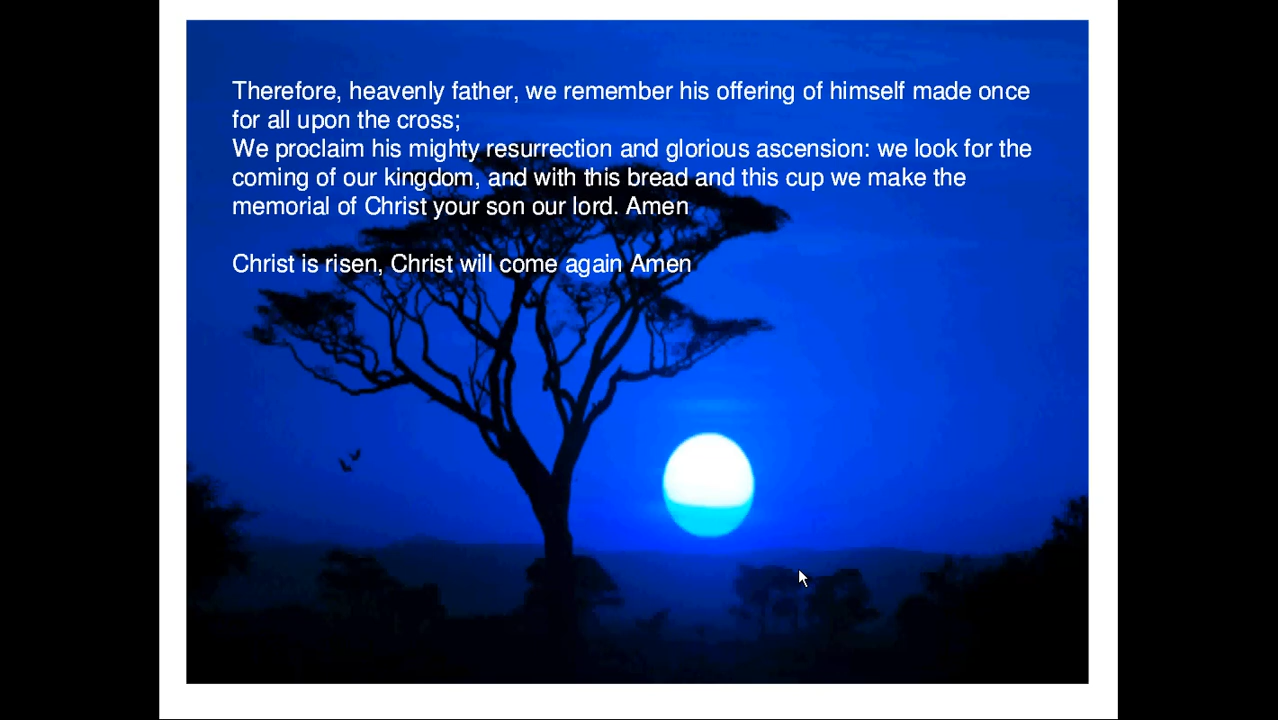 Therefore, heavenly father, we remember his offering of himself made once
for all upon the cross;
We proclaim his mighty resurrection and glorious ascension: we look for the
coming of our kingdom, and with this bread and this cup we make the
memorial of Christ your son our lord. Amen
Christ is risen, Christ will come again Amen